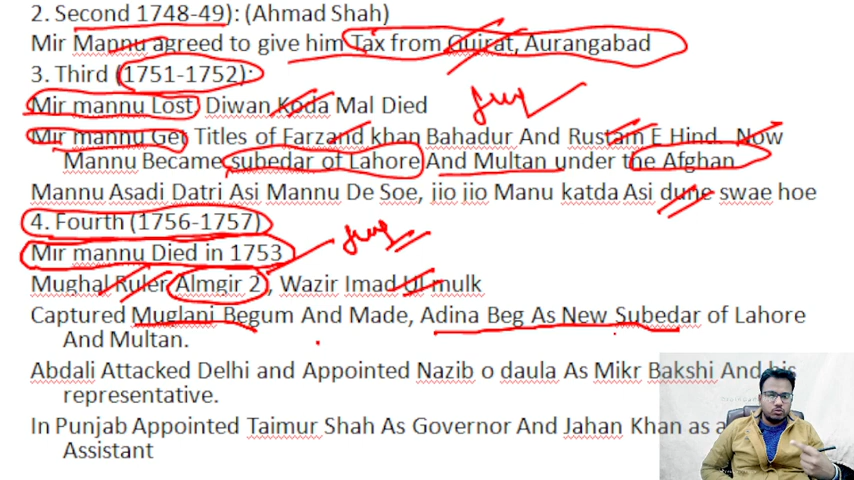 2. Second 1748-49): (Ahmad Shah)
Mir Mannu agreed to give him Tax from Gujrat, Aurangabad
3. Third (1751-1752):
Mir mannu Lost, Diwan Koda Mal Died
Mir mannu Get Titles of Farzand khan Bahadur And Rustam E Hind. Now
Mannu Became subedar of Lahore And Multan under the Afghan
Mannu Asadi Datri Asi Mannu De Soe, jio jio Manu katda Asi dune swae hoe
4. Fourth (1756-1757)
Mir mannu Died in 1753
Mughal Ruler Almgir 2 , Wazir Imad Ul mulk
Captured Muglani Begum And Made, Adina Beg As New Subedar of Lahore
And Multan.
Abdali Attacked Delhi and Appointed Nazib o daula As Mikr Bakshi And his
representative.
In Punjab Appointed Taimur Shah As Governor And Jahan Khan as a
Assistant